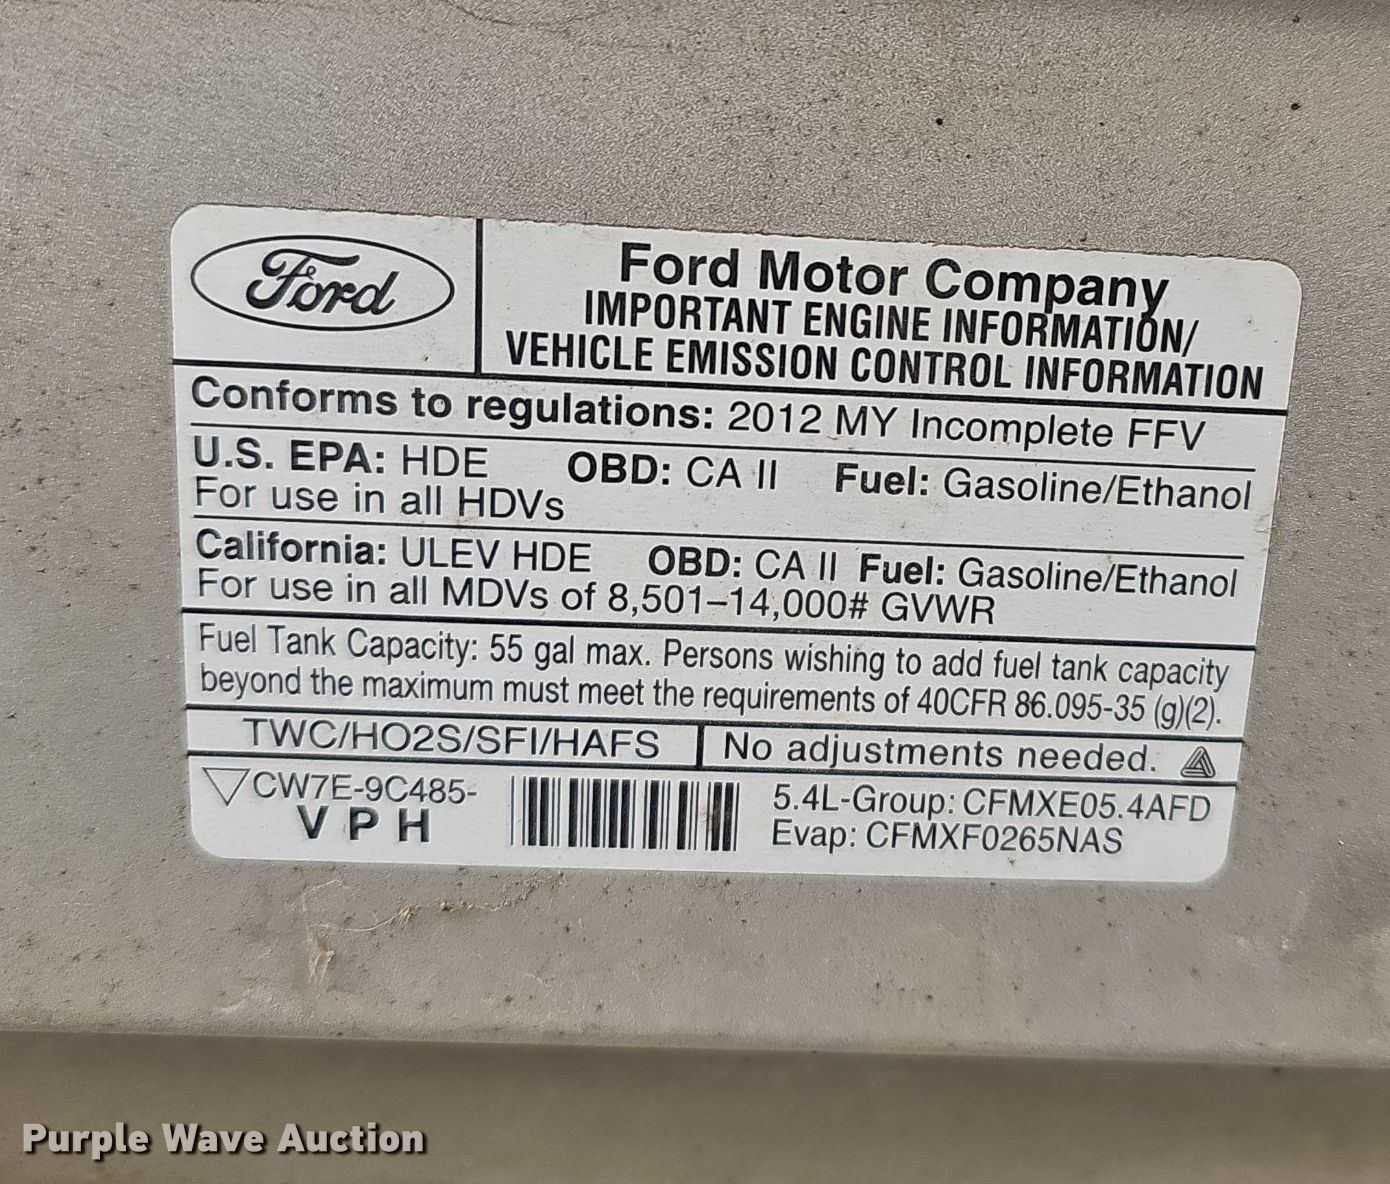 Ford
Ford Motor Company
IMPORTANT ENGINE INFORMATION/
VEHICLE EMISSION CONTROL INFORMATION
Conforms to regulations: 2012 MY Incomplete FFV
U.S. EPA: HDE OBD: CA II Fuel: Gasoline/Ethanol
For use in all HDVs
California: ULEV HDE OBD: CA II Fuel: Gasoline/Ethanol
For use in all MDVs of 8,501–14,000# GVWR
Fuel Tank Capacity: 55 gal max. Persons wishing to add fuel tank capacity
beyond the maximum must meet the requirements of 40CFR 86.095-35 (g)(2).
TWC/HO2S/SFI/HAFS No adjustments needed.
CW7E-9C485-
V P H
5.4L-Group: CFMXE05.4AFD
Evap: CFMXF0265NAS
Purple Wave Auction